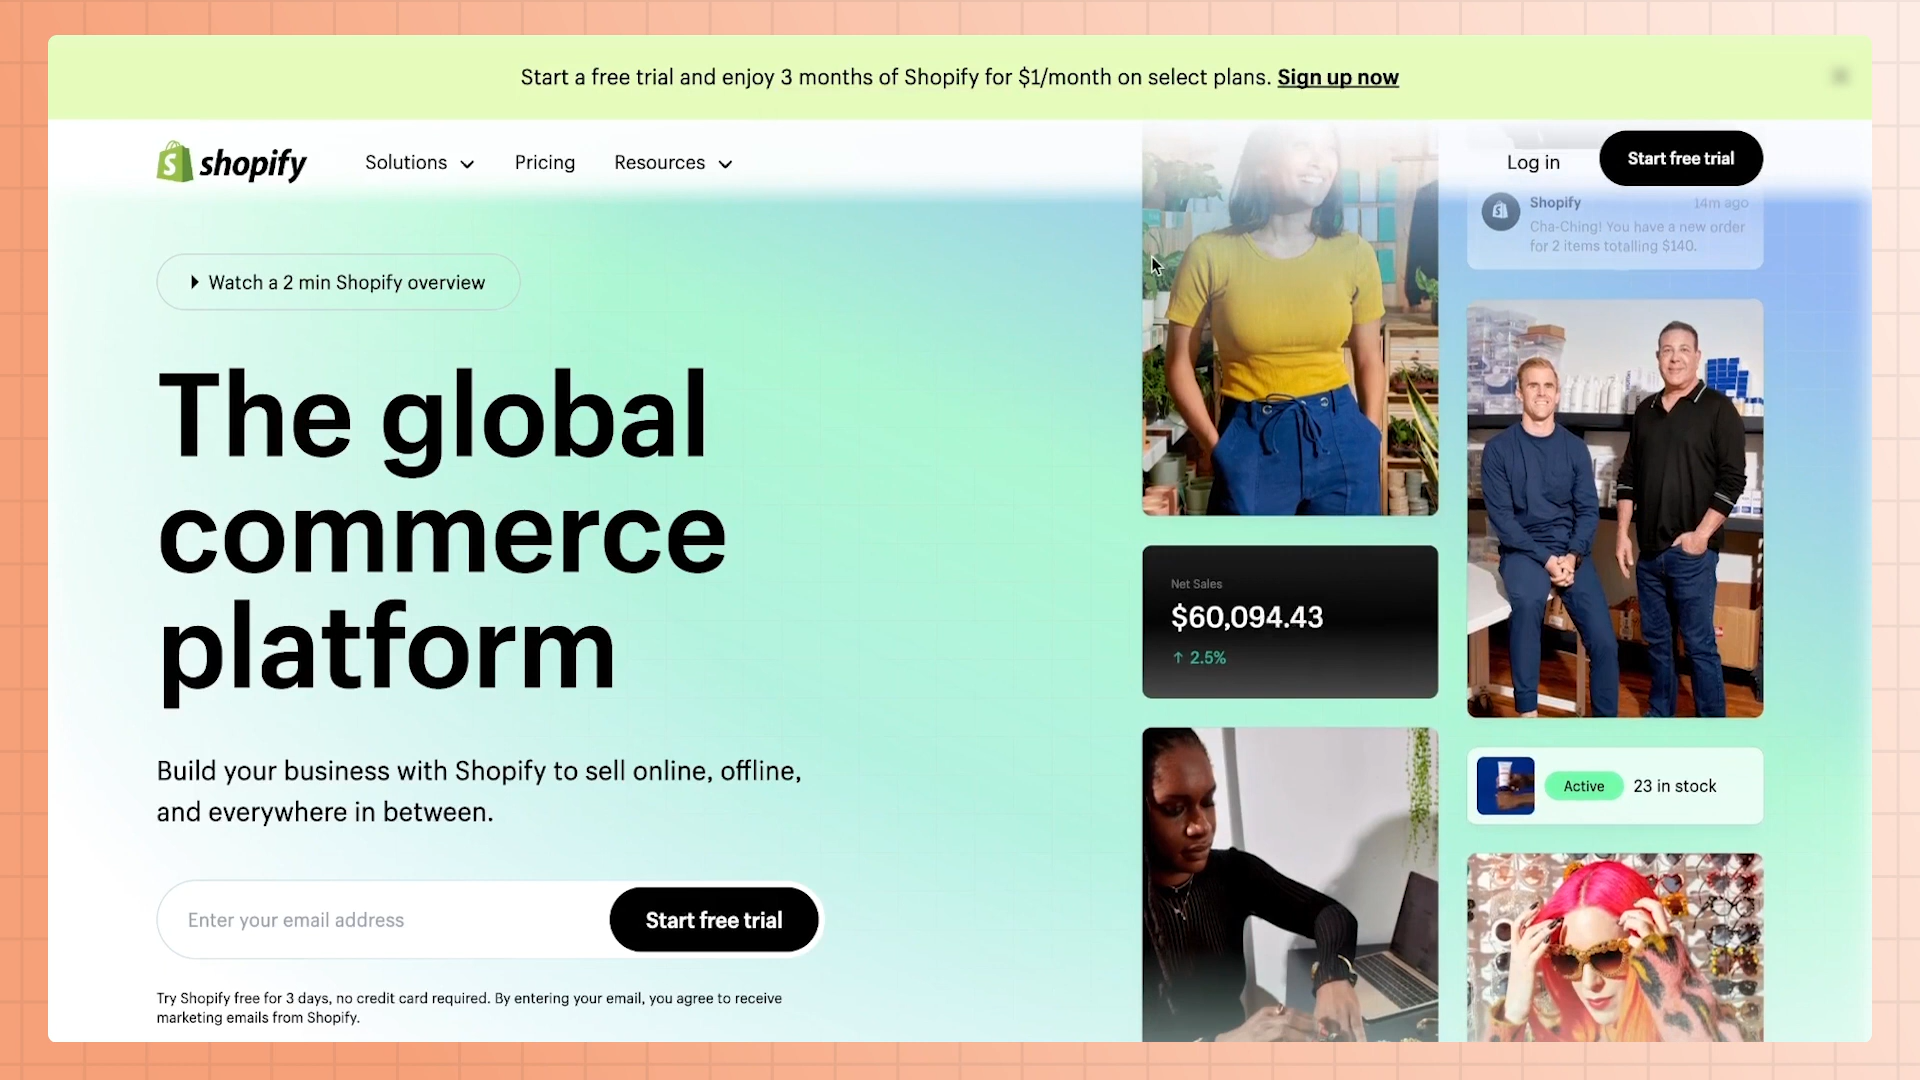 Start a free trial and enjoy 3 months of Shopify for $1/month on select plans. Sign up now
shopify
Solutions
Pricing
Resources
Log in
Start free trial
Shopify
14m ago
Cha-Ching! You have a new order
for 2 items totalling $140.
Watch a 2 min Shopify overview
The global
commerce
platform
Build your business with Shopify to sell online, offline,
and everywhere in between.
Enter your email address
Start free trial
Try Shopify free for 3 days, no credit card required. By entering your email, you agree to receive
marketing emails from Shopify.
Net Sales
$60,094.43
↑ 2.5%
Active
23 in stock